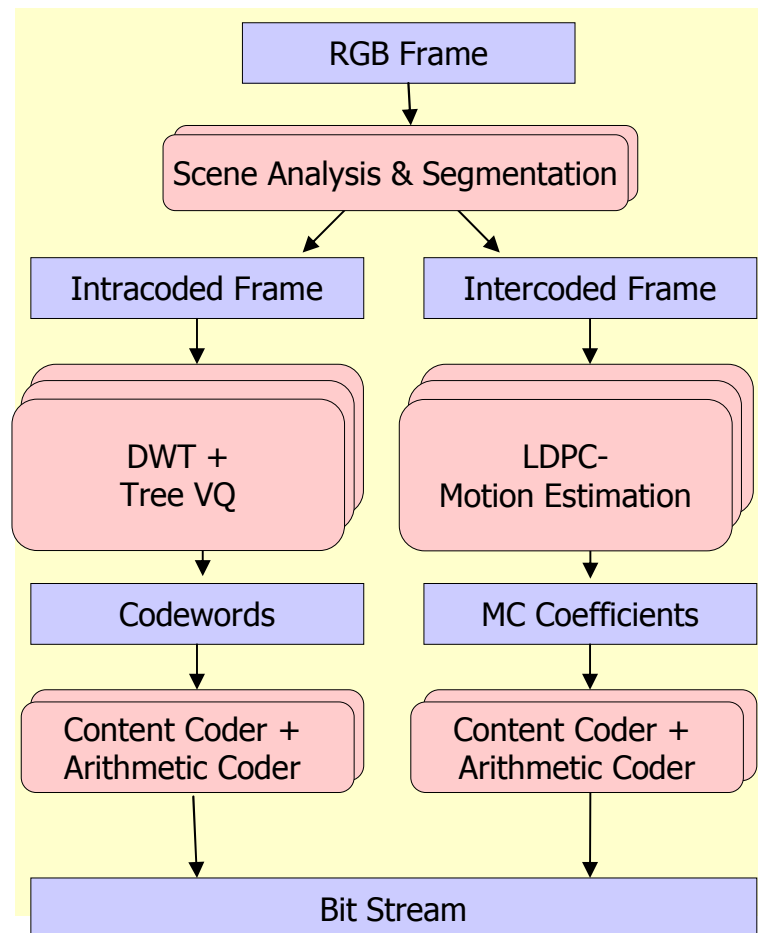 RGB Frame
Scene Analysis & Segmentation
Intracoded Frame
Intercoded Frame
DWT +
Tree VQ
LDPC-
Motion Estimation
Codewords
MC Coefficients
Content Coder +
Arithmetic Coder
Content Coder +
Arithmetic Coder
Bit Stream